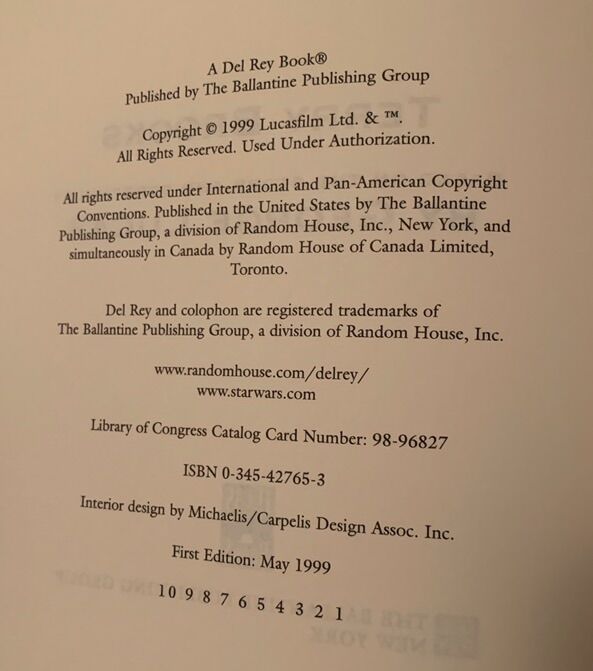 A Del Rey Book®
Published by The Ballantine Publishing Group
Copyright © 1999 Lucasfilm Ltd. & ™.
All Rights Reserved. Used Under Authorization.
All rights reserved under International and Pan-American Copyright
Conventions. Published in the United States by The Ballantine
Publishing Group, a division of Random House, Inc., New York, and
simultaneously in Canada by Random House of Canada Limited,
Toronto.
Del Rey and colophon are registered trademarks of
The Ballantine Publishing Group, a division of Random House, Inc.
www.randomhouse.com/delrey/
www.starwars.com
Library of Congress Catalog Card Number: 98-96827
ISBN 0-345-42765-3
Interior design by Michaelis/Carpelis Design Assoc. Inc.
First Edition: May 1999
10 9 8 7 6 5 4 3 2 1